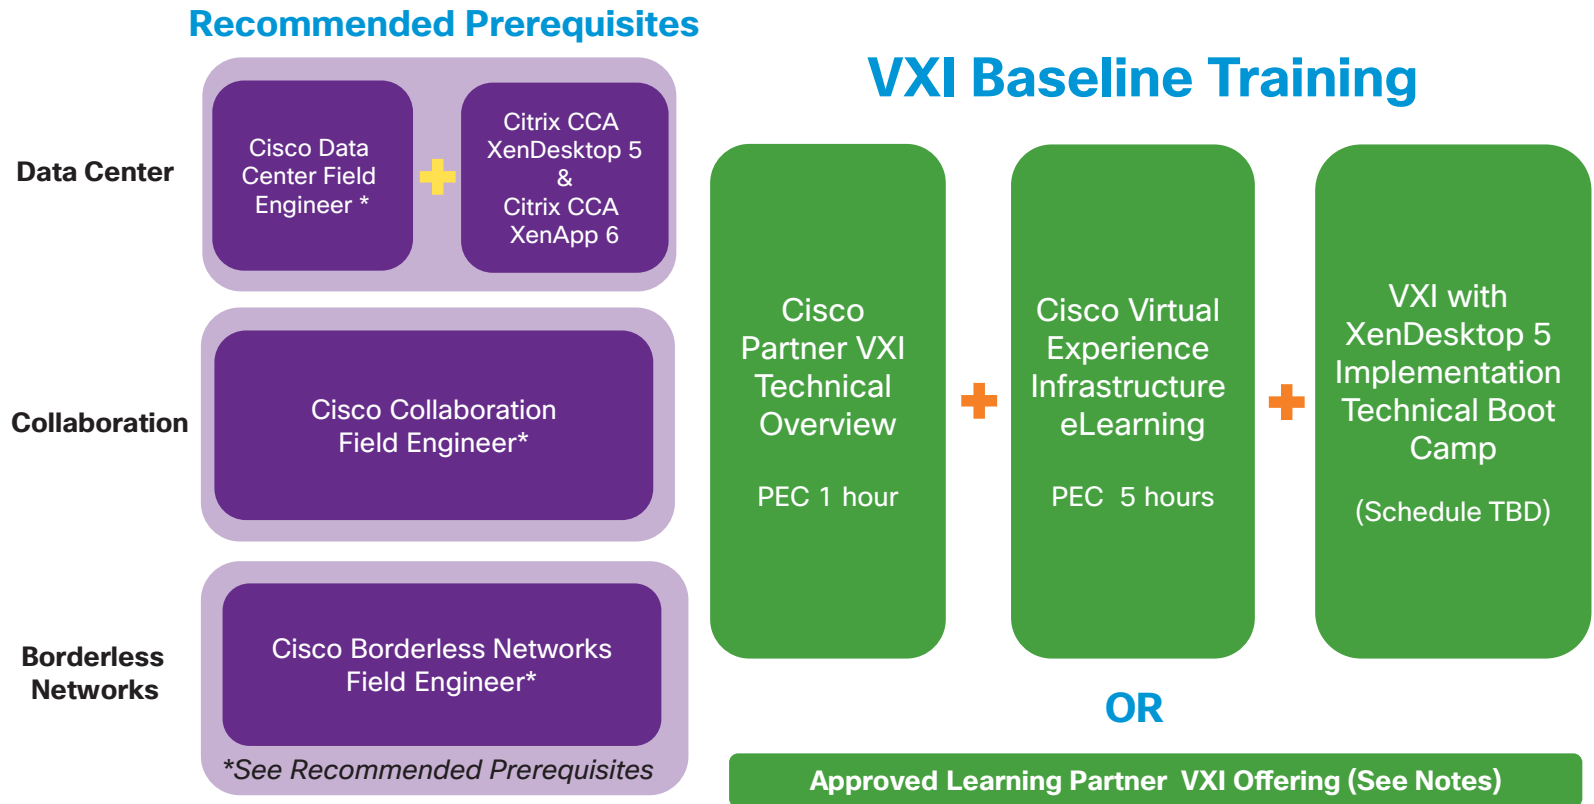 Recommended Prerequisites
Data Center
Cisco Data
Center Field
Engineer *
Citrix CCA
XenDesktop 5
&
Citrix CCA
XenApp 6
Collaboration
Cisco Collaboration
Field Engineer*
Borderless
Networks
Cisco Borderless Networks
Field Engineer*
*See Recommended Prerequisites
VXI Baseline Training
Cisco
Partner VXI
Technical
Overview
PEC 1 hour
Cisco Virtual
Experience
Infrastructure
eLearning
PEC 5 hours
VXI with
XenDesktop 5
Implementation
Technical Boot
Camp
(Schedule TBD)
OR
Approved Learning Partner VXI Offering (See Notes)